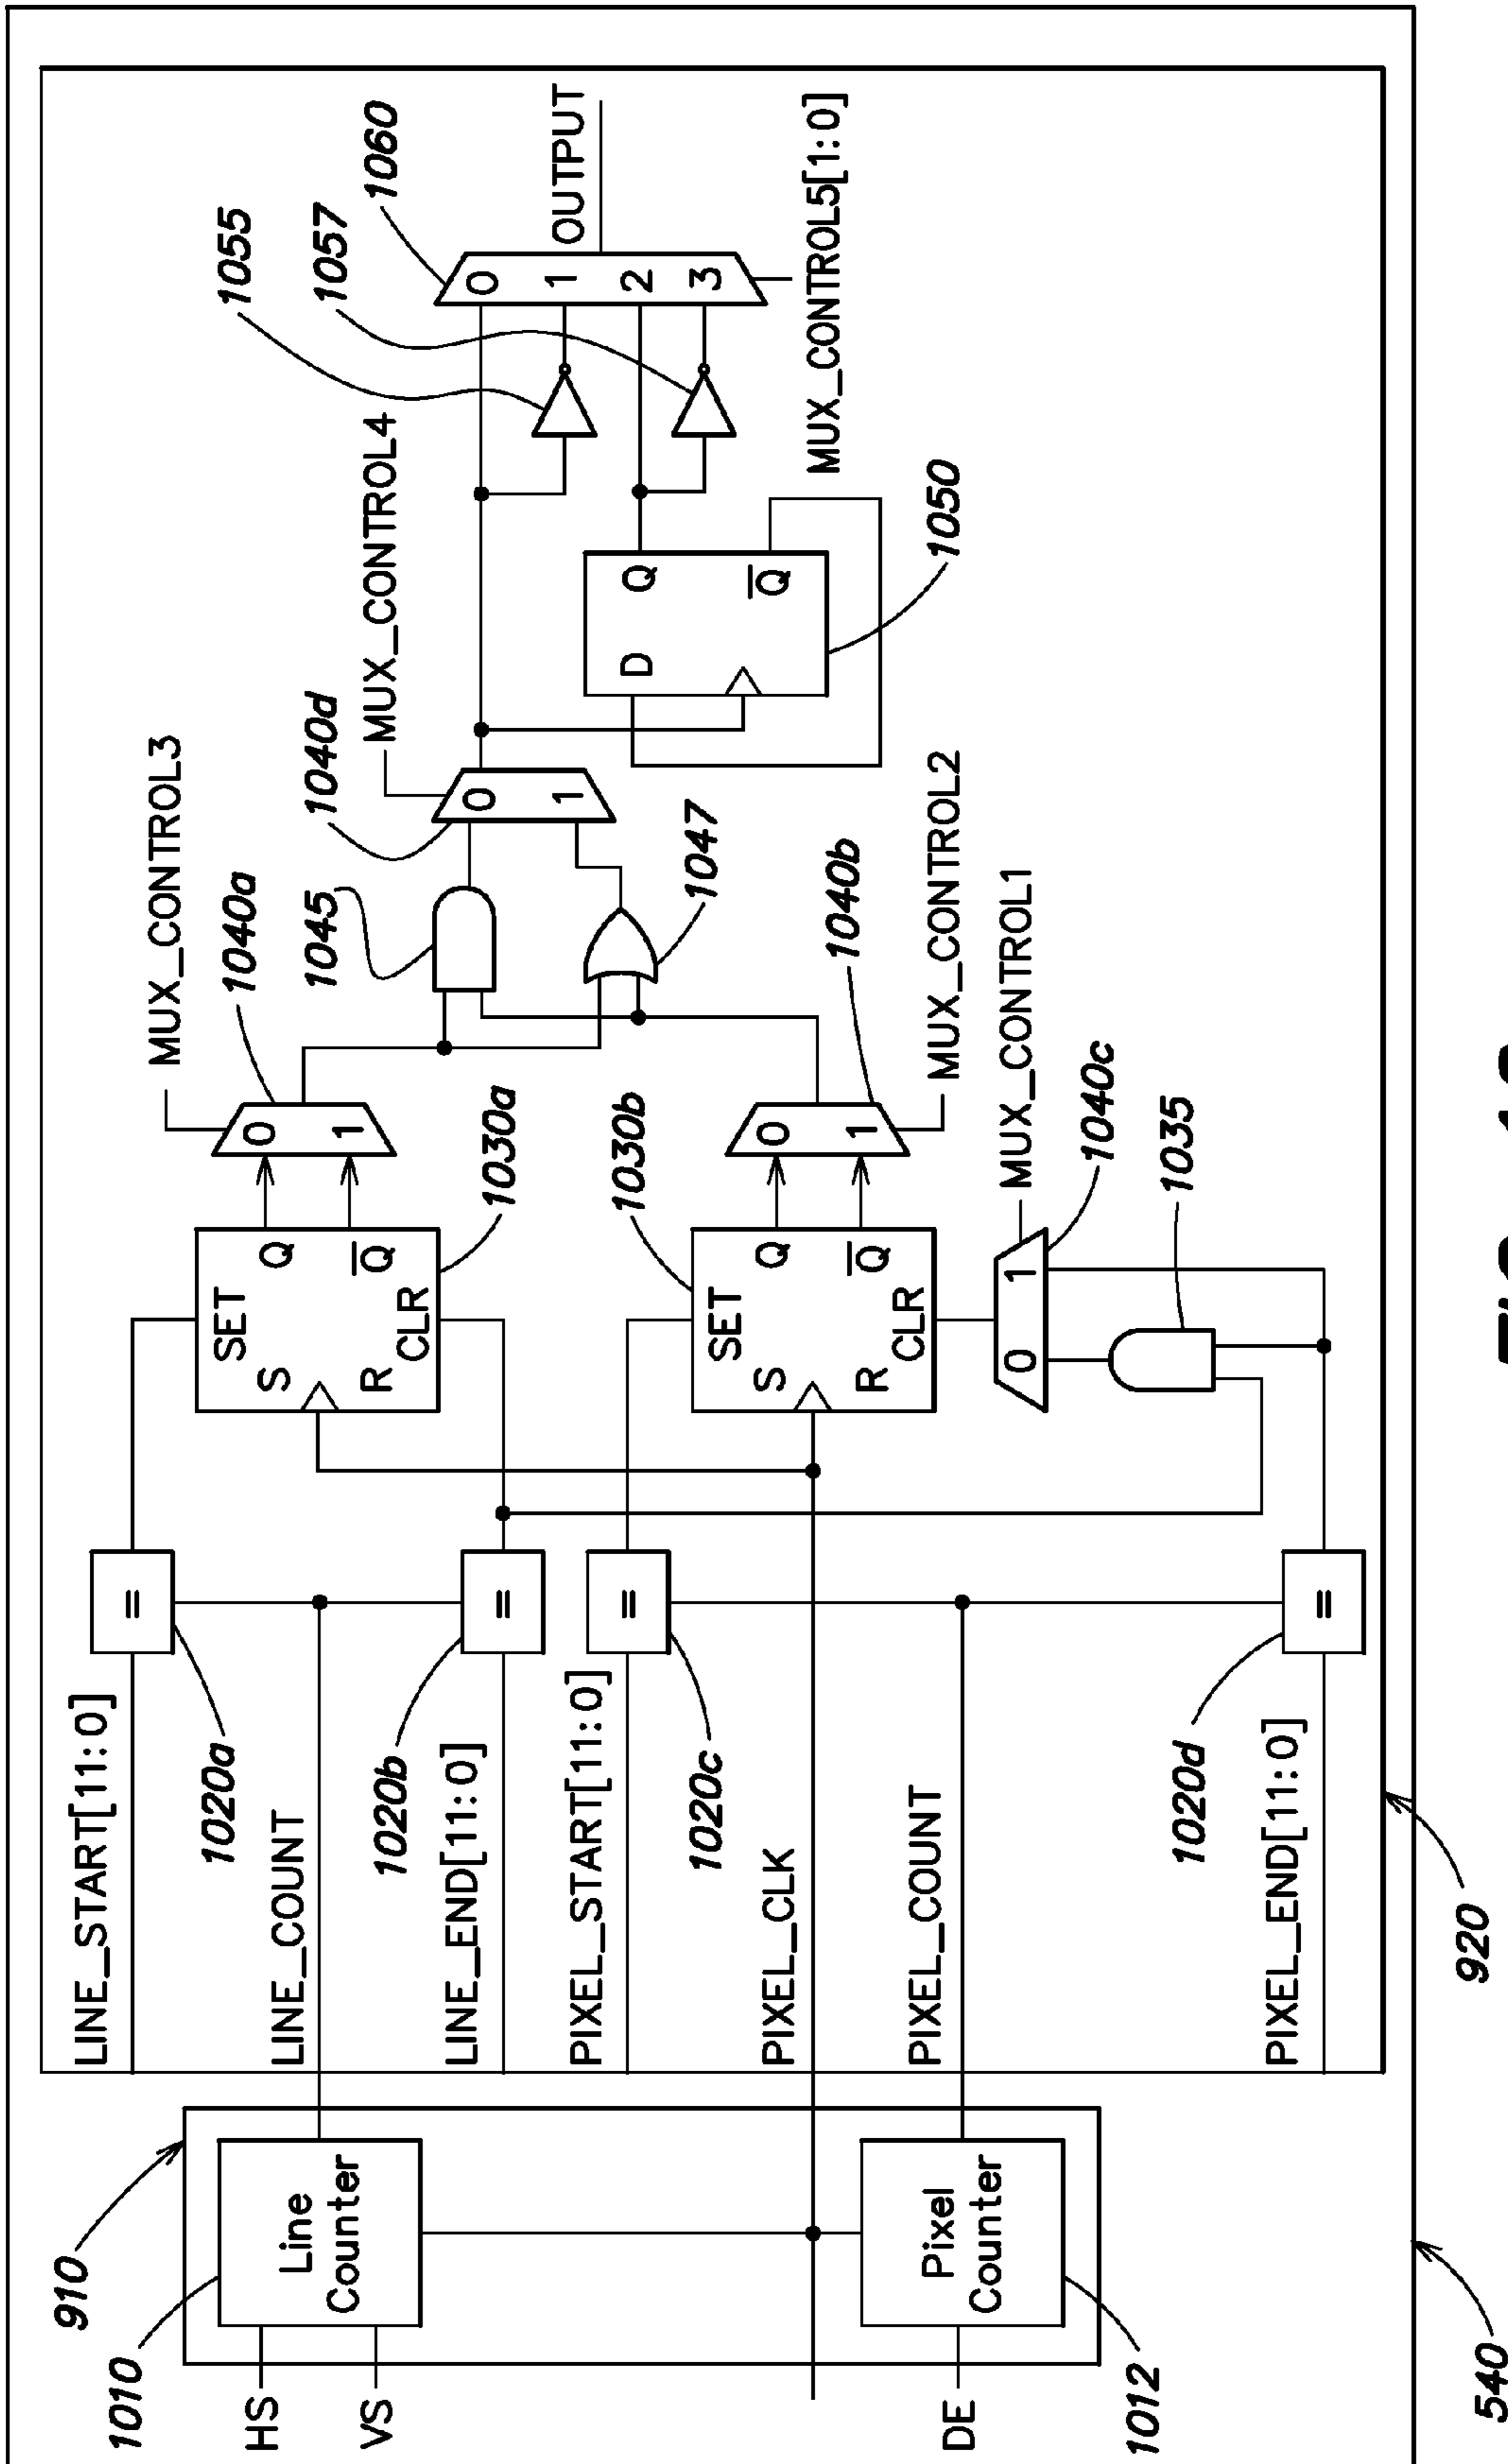 910
1010
Line
Counter
HS
VS
DE
Pixel
Counter
1012
540
LINE_START[11:0]
=
1020a
LINE_COUNT
1020b
=
LINE_END[11:0]
PIXEL_START[11:0]
=
1020c
PIXEL_CLK
PIXEL_COUNT
1020d
=
PIXEL_END[11:0]
920
SET
S
Q
R
Q
CLR
1030a
SET
S
Q
R
Q
CLR
1030b
0
1
MUX_CONTROL1
1040c
1035
MUX_CONTROL3
0
1
1040a
0
1
1040b
MUX_CONTROL2
1045
1047
1040d
MUX_CONTROL4
0
1
D
Q
Q
1050
1055
1057
1060
0
1
2
3
OUTPUT
MUX_CONTROL5[1:0]